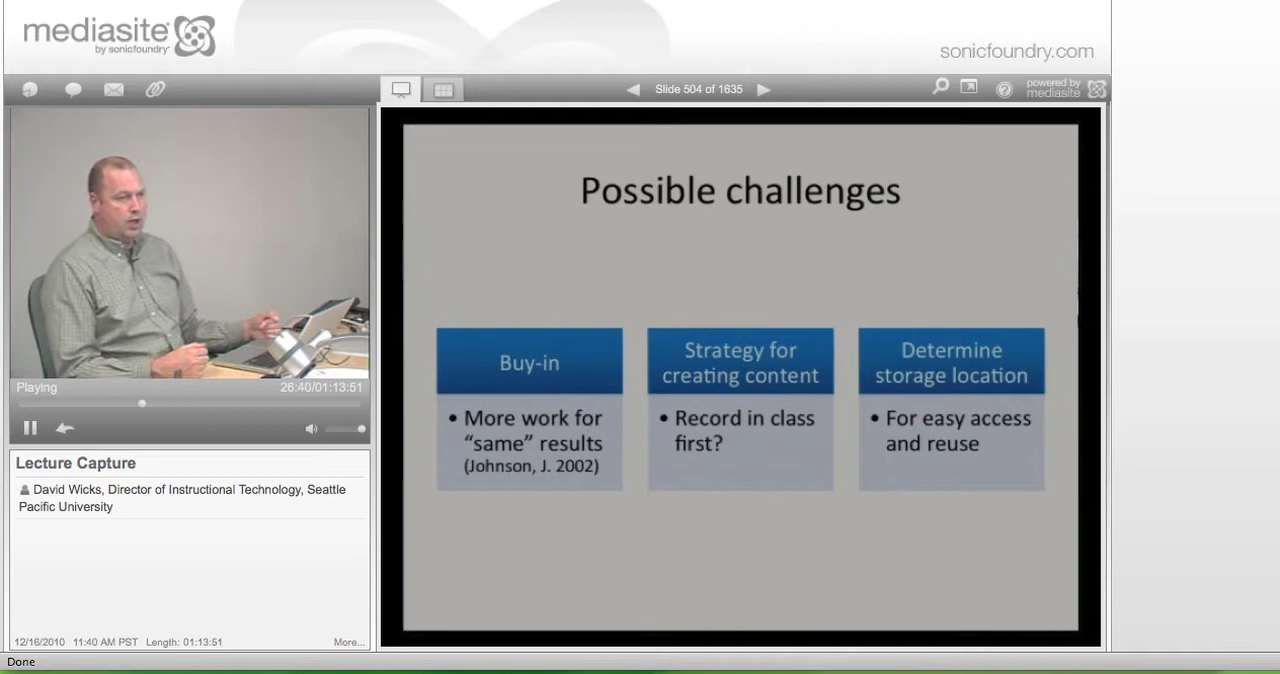 mediasite
by sonicfoundry
sonicfoundry.com
Slide 504 of 1635
powered by
mediasite
Possible challenges
Buy-in
• More work for
“same” results
(Johnson, J. 2002)
Strategy for
creating content
• Record in class
first?
Determine
storage location
• For easy access
and reuse
Playing
26:40/01:13:51
Lecture Capture
David Wicks, Director of Instructional Technology, Seattle
Pacific University
12/16/2010 11:40 AM PST Length: 01:13:51 More...
Done